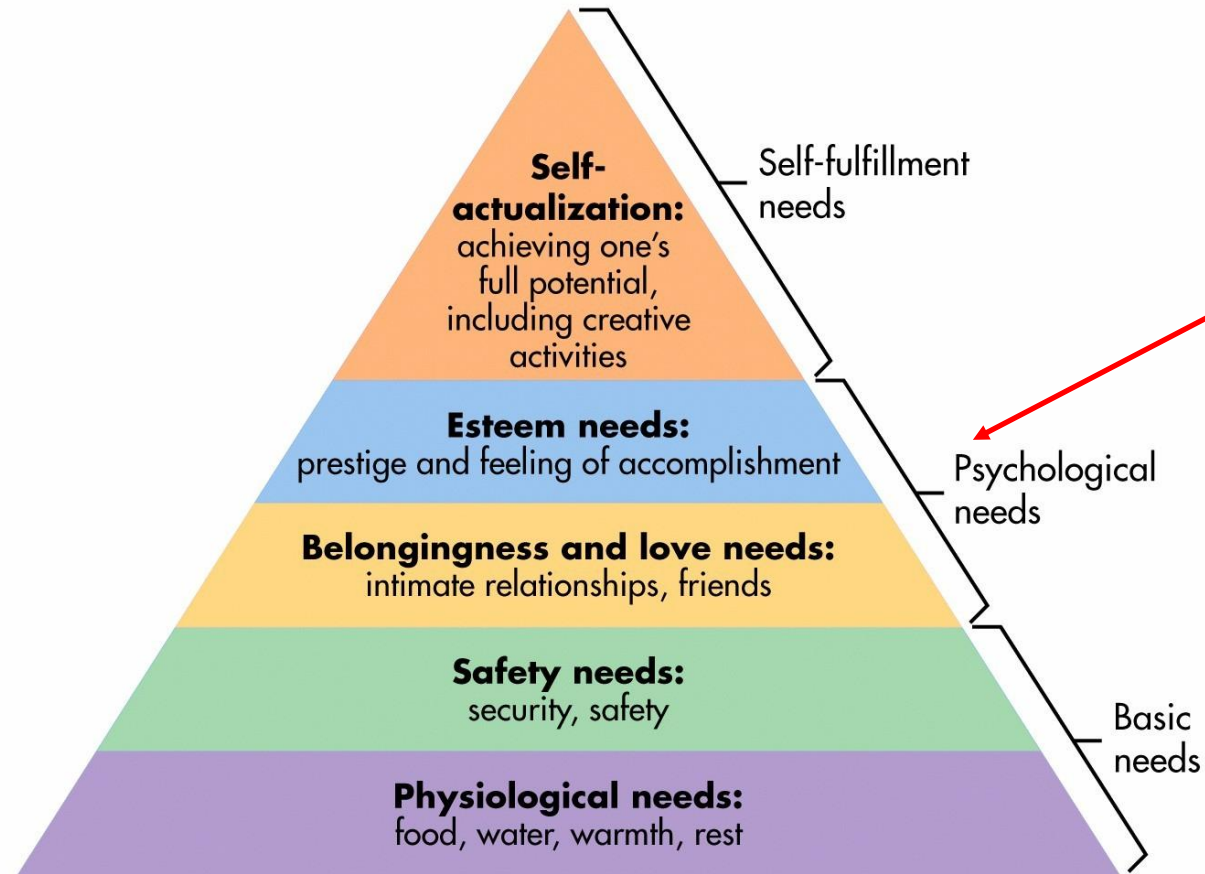 Self-
actualization:
achieving one's
full potential,
including creative
activities
Self-fulfillment
needs
Esteem needs:
prestige and feeling of accomplishment
Psychological
needs
Belongingness and love needs:
intimate relationships, friends
Safety needs:
security, safety
Basic
needs
Physiological needs:
food, water, warmth, rest